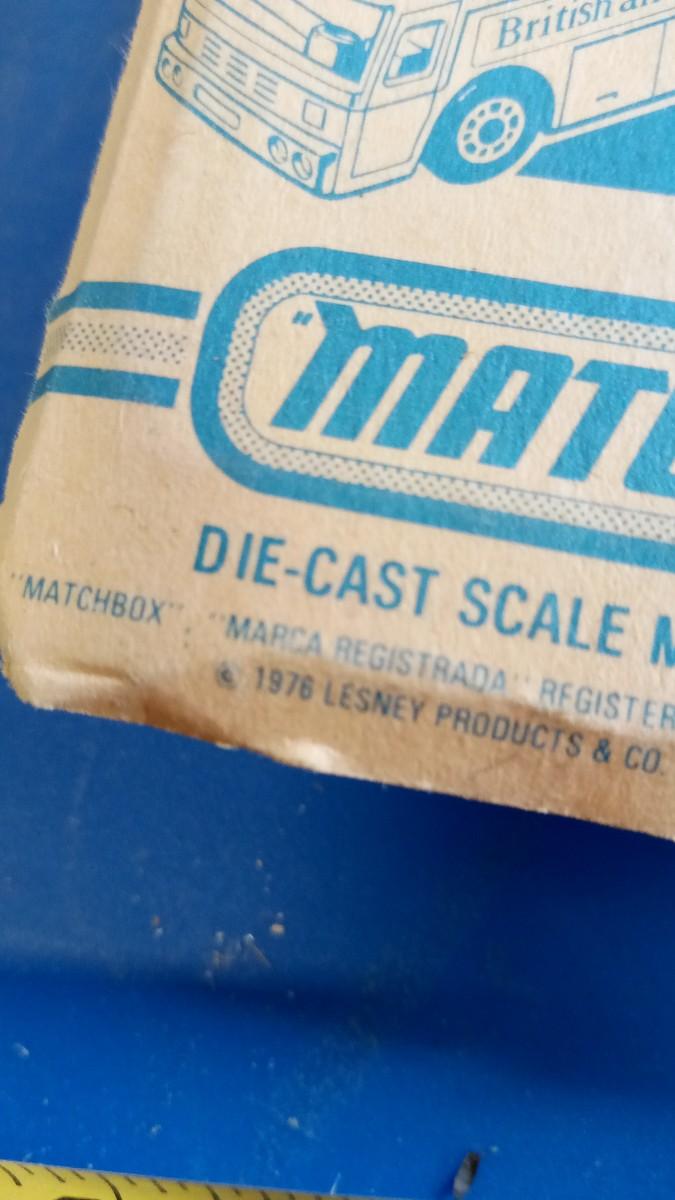 British
"MATC
DIE-CAST SCALE M
"MATCHBOX" "MARCA REGISTRADA" REGISTER
© 1976 LESNEY PRODUCTS & CO.